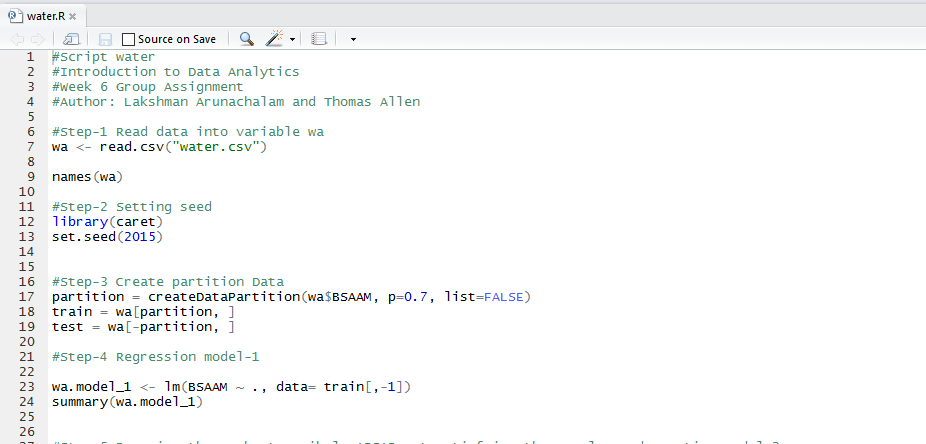 water.R
Source on Save
1 #Script water
2 #Introduction to Data Analytics
3 #Week 6 Group Assignment
4 #Author: Lakshman Arunachalam and Thomas Allen
5
6 #Step-1 Read data into variable wa
7 wa <- read.csv("water.csv")
8
9 names(wa)
10
11 #Step-2 Setting seed
12 library(caret)
13 set.seed(2015)
14
15
16 #Step-3 Create partition Data
17 partition = createDataPartition(wa$BSAAM, p=0.7, list=FALSE)
18 train = wa[partition, ]
19 test = wa[-partition, ]
20
21 #Step-4 Regression model-1
22
23 wa.model_1 <- lm(BSAAM ~ ., data= train[,-1])
24 summary(wa.model_1)
25
26